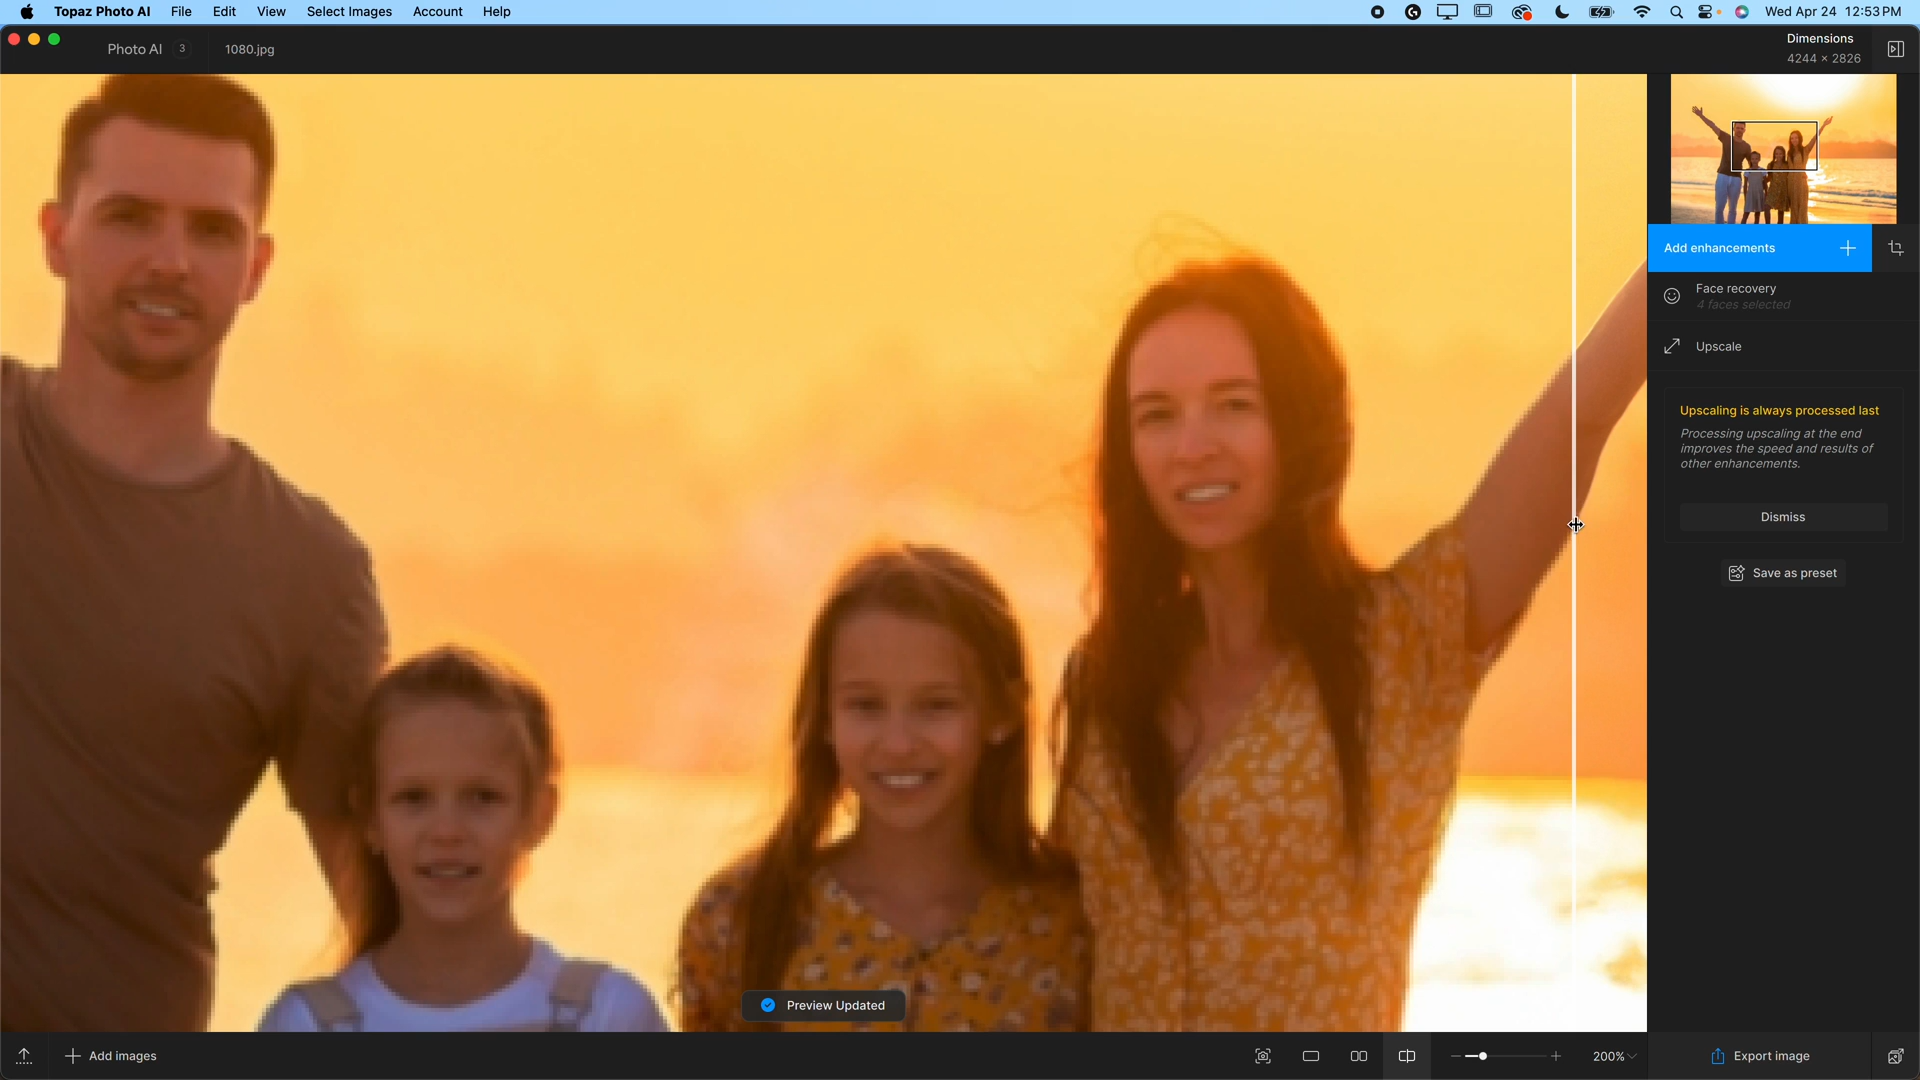 Topaz Photo AI File Edit View Select Images Account Help Wed Apr 24 12:53 PM
Photo AI 3 1080.jpg
Dimensions
4244 × 2826
Add enhancements
Face recovery
4 faces selected
Upscale
Upscaling is always processed last
Processing upscaling at the end
improves the speed and results of
other enhancements.
Dismiss
Save as preset
Preview Updated
Add images 200% Export image